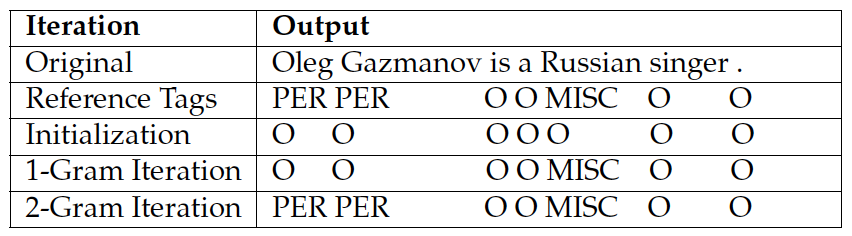 Iteration Output
Original Oleg Gazmanov is a Russian singer .
Reference Tags PER PER O O MISC O O
Initialization O O O O O O O
1-Gram Iteration O O O O MISC O O
2-Gram Iteration PER PER O O MISC O O